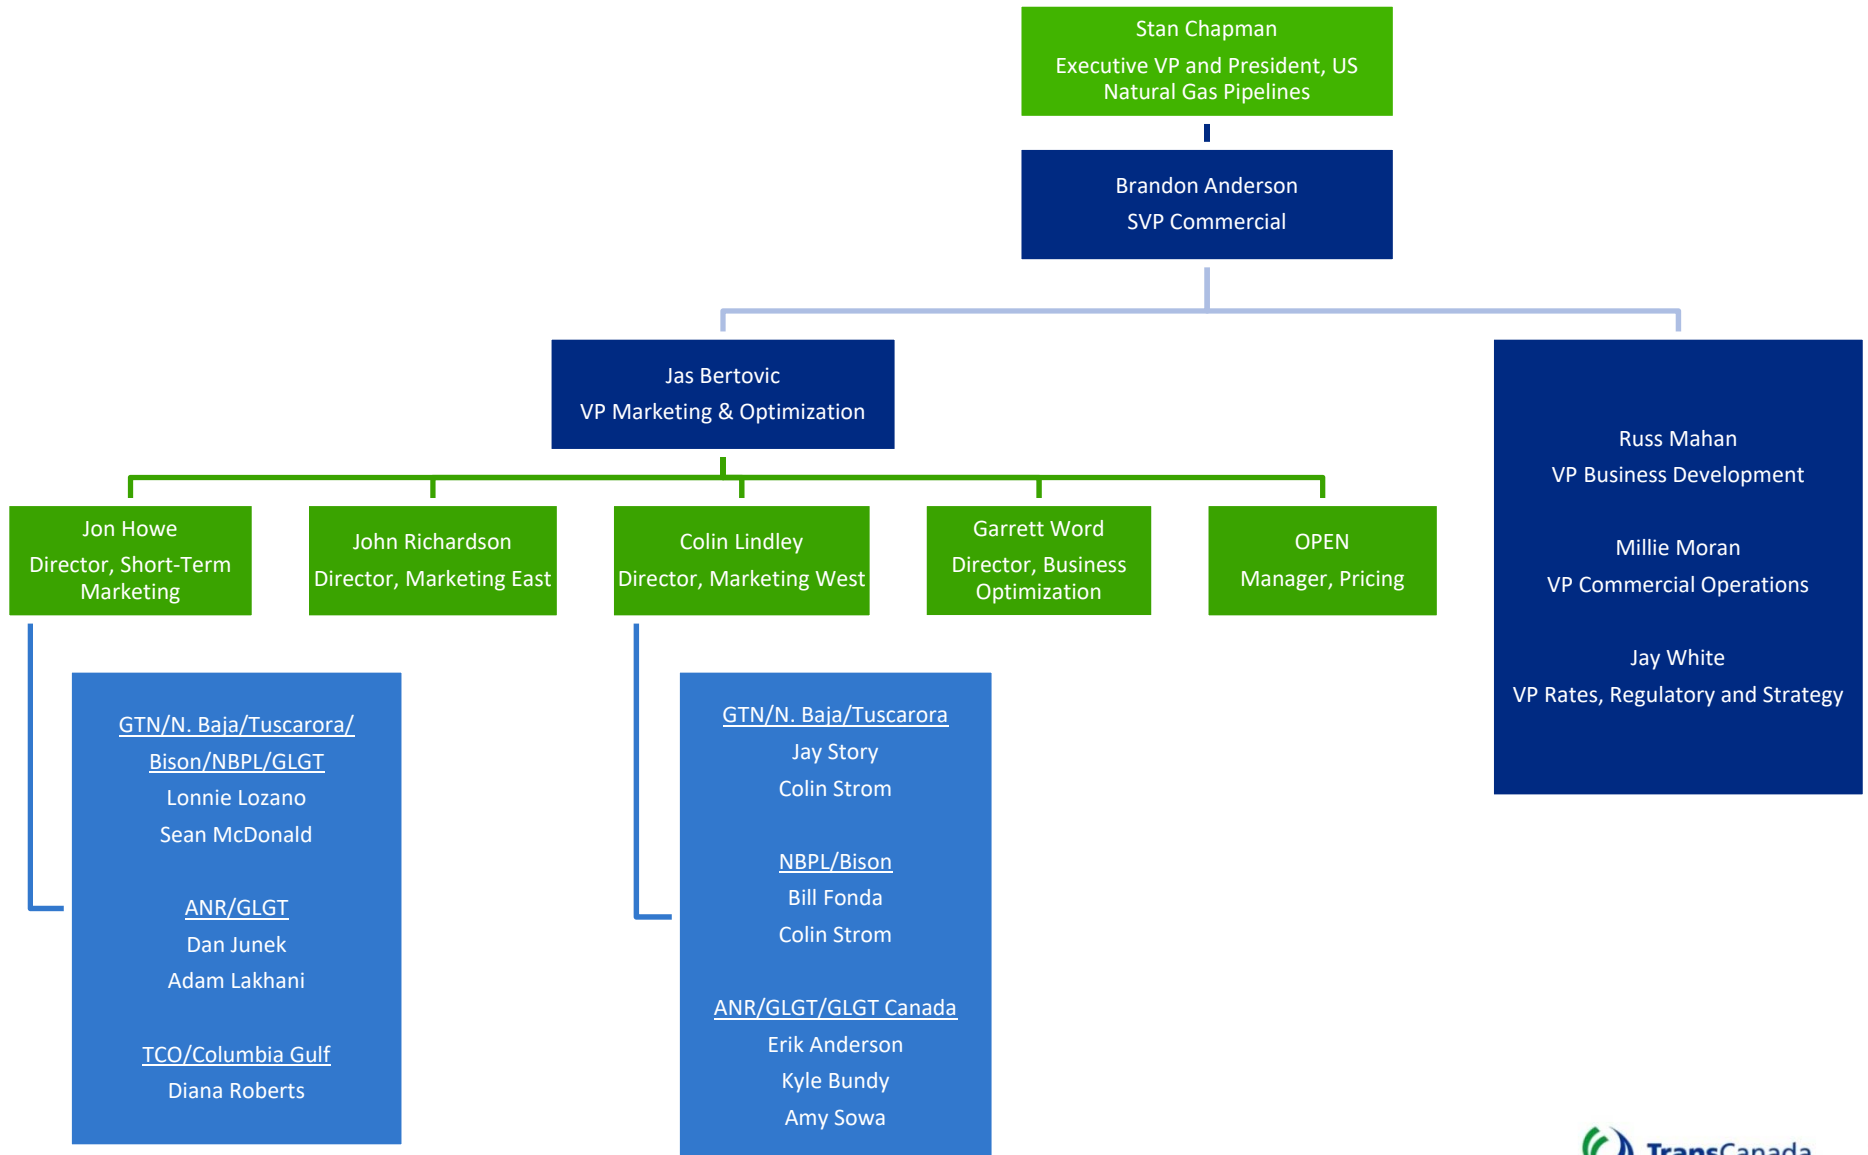 Stan Chapman
Executive VP and President, US
Natural Gas Pipelines
Brandon Anderson
SVP Commercial
Jas Bertovic
VP Marketing & Optimization
Russ Mahan
VP Business Development
Millie Moran
VP Commercial Operations
Jay White
VP Rates, Regulatory and Strategy
Jon Howe
Director, Short-Term
Marketing
John Richardson
Director, Marketing East
Colin Lindley
Director, Marketing West
Garrett Word
Director, Business
Optimization
OPEN
Manager, Pricing
GTN/N. Baja/Tuscarora/
Bison/NBPL/GLGT
Lonnie Lozano
Sean McDonald
ANR/GLGT
Dan Junek
Adam Lakhani
TCO/Columbia Gulf
Diana Roberts
GTN/N. Baja/Tuscarora
Jay Story
Colin Strom
NBPL/Bison
Bill Fonda
Colin Strom
ANR/GLGT/GLGT Canada
Erik Anderson
Kyle Bundy
Amy Sowa
TransCanada